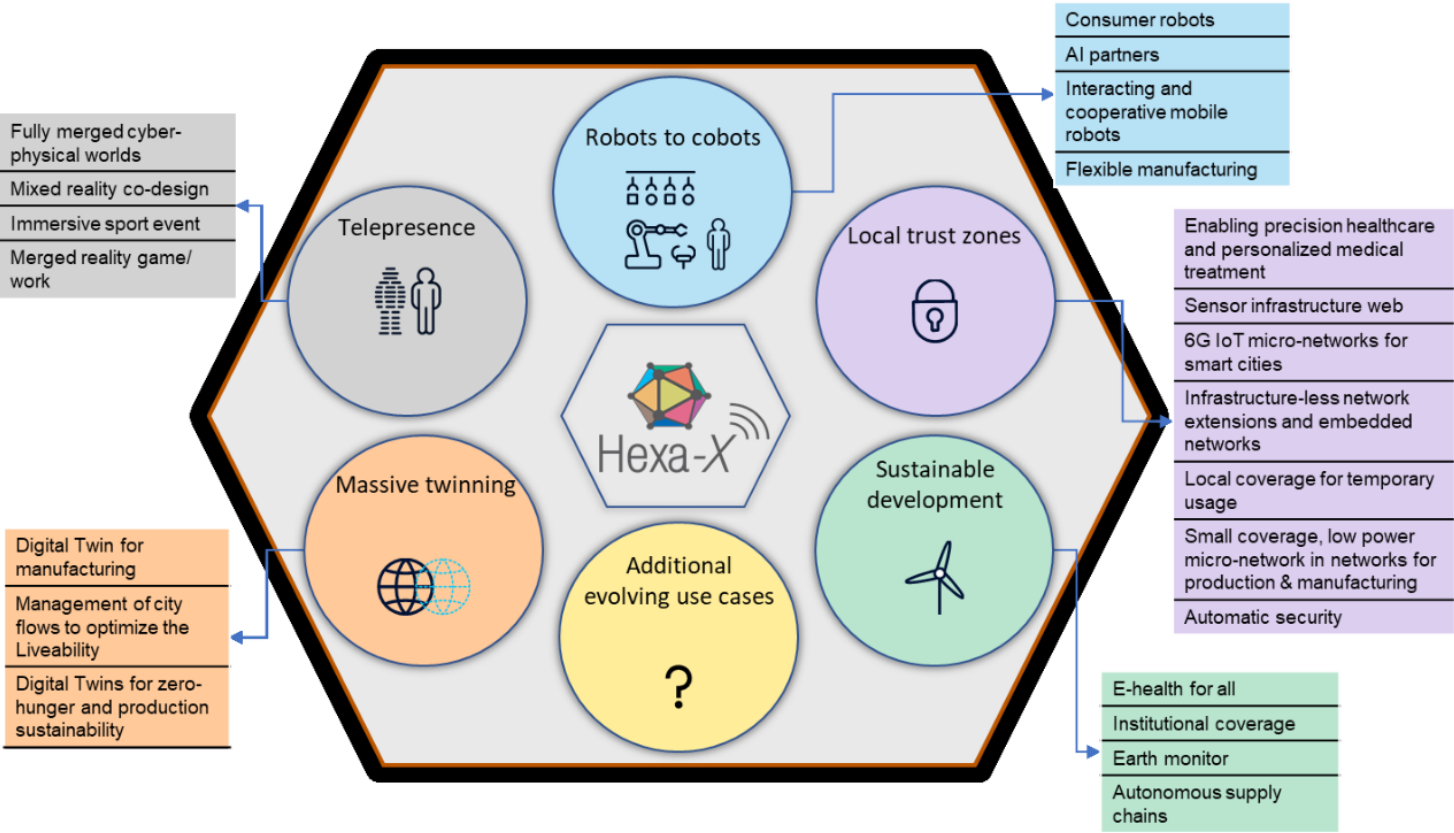 Consumer robots
AI partners
Interacting and
cooperative mobile
robots
Flexible manufacturing
Robots to cobots
Fully merged cyber-
physical worlds
Mixed reality co-design
Immersive sport event
Merged reality game/
work
Telepresence
Local trust zones
Enabling precision healthcare
and personalized medical
treatment
Sensor infrastructure web
6G IoT micro-networks for
smart cities
Infrastructure-less network
extensions and embedded
networks
Local coverage for temporary
usage
Small coverage, low power
micro-network in networks for
production & manufacturing
Automatic security
Hexa-X
Massive twinning
Digital Twin for
manufacturing
Management of city
flows to optimize the
Liveability
Digital Twins for zero-
hunger and production
sustainability
Additional
evolving use cases
?
Sustainable
development
E-health for all
Institutional coverage
Earth monitor
Autonomous supply
chains